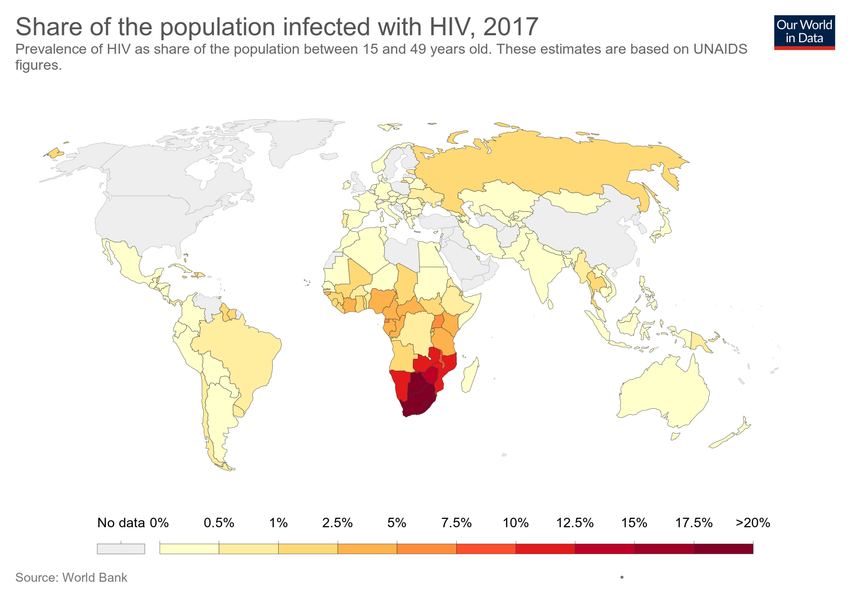 Share of the population infected with HIV, 2017
Our World
in Data
Prevalence of HIV as share of the population between 15 and 49 years old. These estimates are based on UNAIDS
figures.
No data 0% 0.5% 1% 2.5% 5% 7.5% 10% 12.5% 15% 17.5% >20%
Source: World Bank